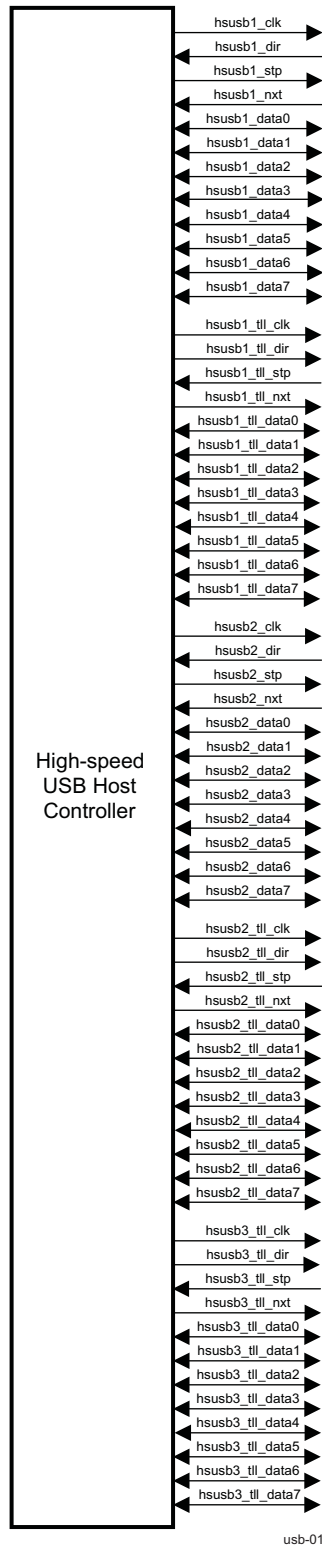 hsusb1_clk
hsusb1_dir
hsusb1_stp
hsusb1_nxt
hsusb1_data0
hsusb1_data1
hsusb1_data2
hsusb1_data3
hsusb1_data4
hsusb1_data5
hsusb1_data6
hsusb1_data7
hsusb1_tll_clk
hsusb1_tll_dir
hsusb1_tll_stp
hsusb1_tll_nxt
hsusb1_tll_data0
hsusb1_tll_data1
hsusb1_tll_data2
hsusb1_tll_data3
hsusb1_tll_data4
hsusb1_tll_data5
hsusb1_tll_data6
hsusb1_tll_data7
hsusb2_clk
hsusb2_dir
hsusb2_stp
hsusb2_nxt
hsusb2_data0
hsusb2_data1
hsusb2_data2
hsusb2_data3
hsusb2_data4
hsusb2_data5
hsusb2_data6
hsusb2_data7
High-speed
USB Host
Controller
hsusb2_tll_clk
hsusb2_tll_dir
hsusb2_tll_stp
hsusb2_tll_nxt
hsusb2_tll_data0
hsusb2_tll_data1
hsusb2_tll_data2
hsusb2_tll_data3
hsusb2_tll_data4
hsusb2_tll_data5
hsusb2_tll_data6
hsusb2_tll_data7
hsusb3_tll_clk
hsusb3_tll_dir
hsusb3_tll_stp
hsusb3_tll_nxt
hsusb3_tll_data0
hsusb3_tll_data1
hsusb3_tll_data2
hsusb3_tll_data3
hsusb3_tll_data4
hsusb3_tll_data5
hsusb3_tll_data6
hsusb3_tll_data7
usb-01